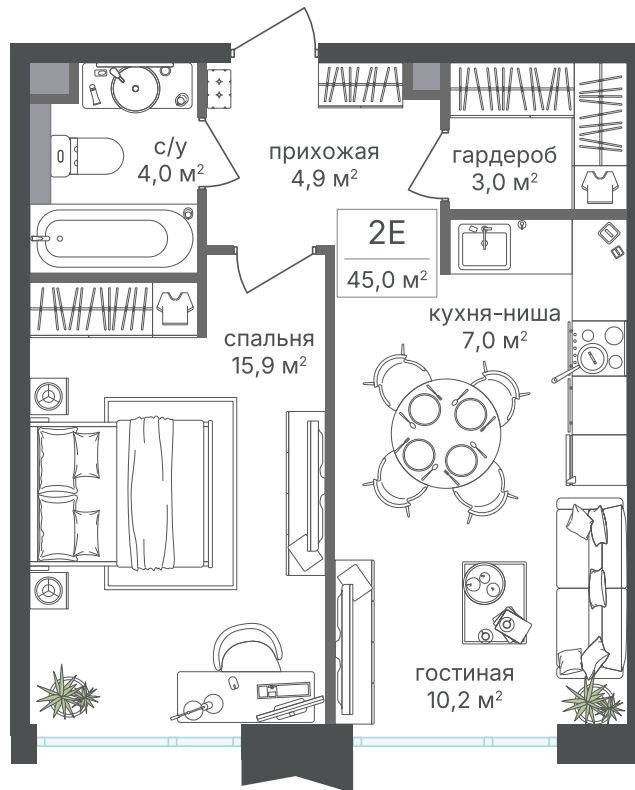 с/у
4,0 м²
прихожая
4,9 м²
гардероб
3,0 м²
2Е
45,0 м²
кухня-ниша
7,0 м²
спальня
15,9 м²
гостиная
10,2 м²